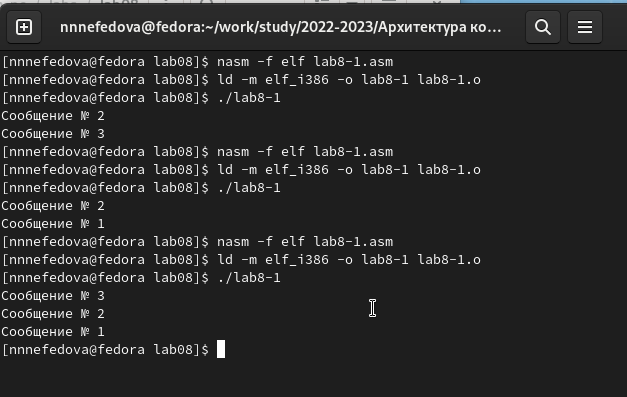 nnnefedova@fedora:~/work/study/2022-2023/Архитектура ко...
[nnnefedova@fedora lab08]$ nasm -f elf lab8-1.asm
[nnnefedova@fedora lab08]$ ld -m elf_i386 -o lab8-1 lab8-1.o
[nnnefedova@fedora lab08]$ ./lab8-1
Сообщение № 2
Сообщение № 3
[nnnefedova@fedora lab08]$ nasm -f elf lab8-1.asm
[nnnefedova@fedora lab08]$ ld -m elf_i386 -o lab8-1 lab8-1.o
[nnnefedova@fedora lab08]$ ./lab8-1
Сообщение № 2
Сообщение № 1
[nnnefedova@fedora lab08]$ nasm -f elf lab8-1.asm
[nnnefedova@fedora lab08]$ ld -m elf_i386 -o lab8-1 lab8-1.o
[nnnefedova@fedora lab08]$ ./lab8-1
Сообщение № 3
Сообщение № 2
Сообщение № 1
[nnnefedova@fedora lab08]$